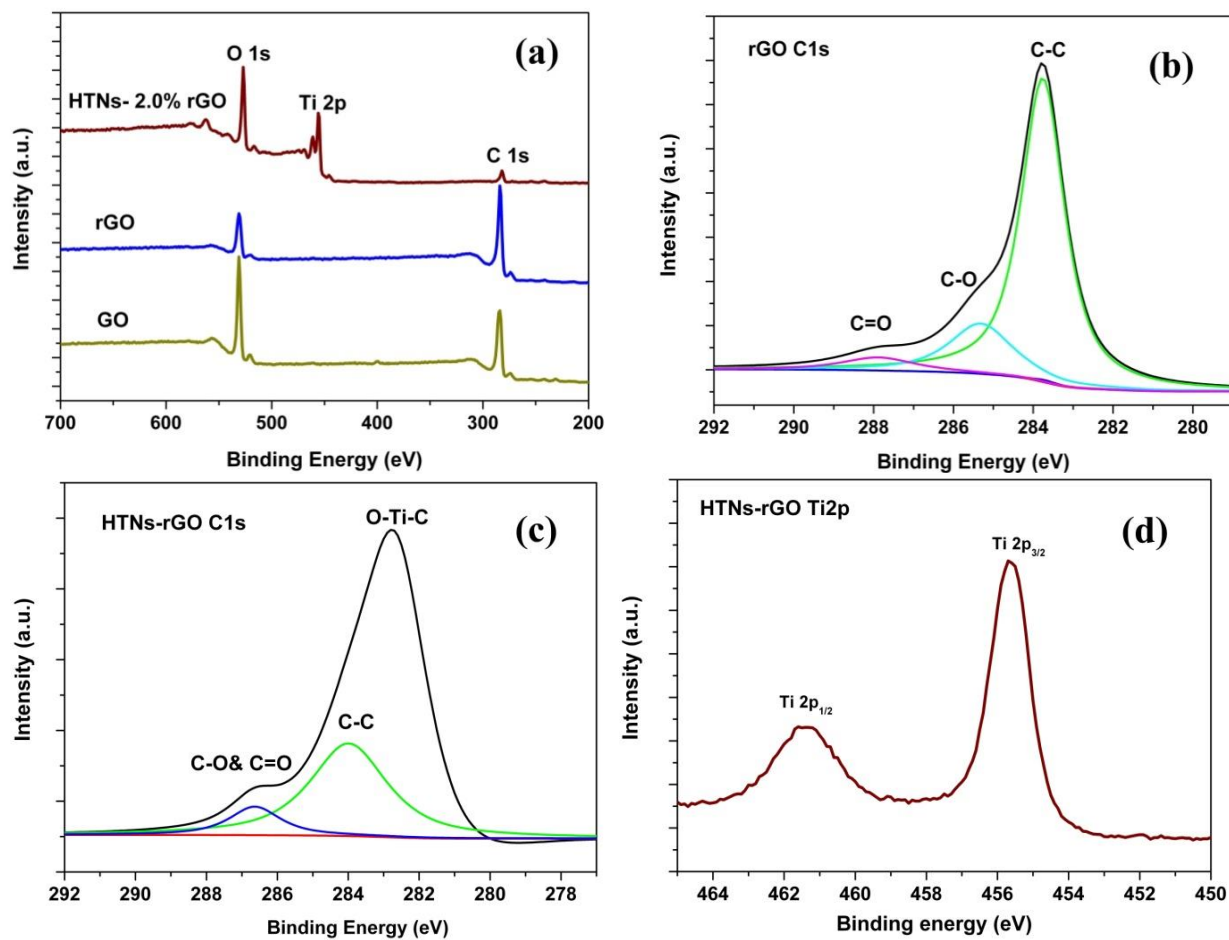 (a)
O 1s
HTNs- 2.0% rGO
Ti 2p
C 1s
rGO
GO
Intensity (a.u.)
700 600 500 400 300 200
Binding Energy (eV)
rGO C1s
(b)
C-C
C-O
C=O
Intensity (a.u.)
292 290 288 286 284 282 280
Binding Energy (eV)
HTNs-rGO C1s
(c)
O-Ti-C
C-C
C-O& C=O
Intensity (a.u.)
292 290 288 286 284 282 280 278
Binding Energy (eV)
HTNs-rGO Ti2p
(d)
Ti 2p3/2
Ti 2p1/2
Intensity (a.u.)
464 462 460 458 456 454 452 450
Binding energy (eV)